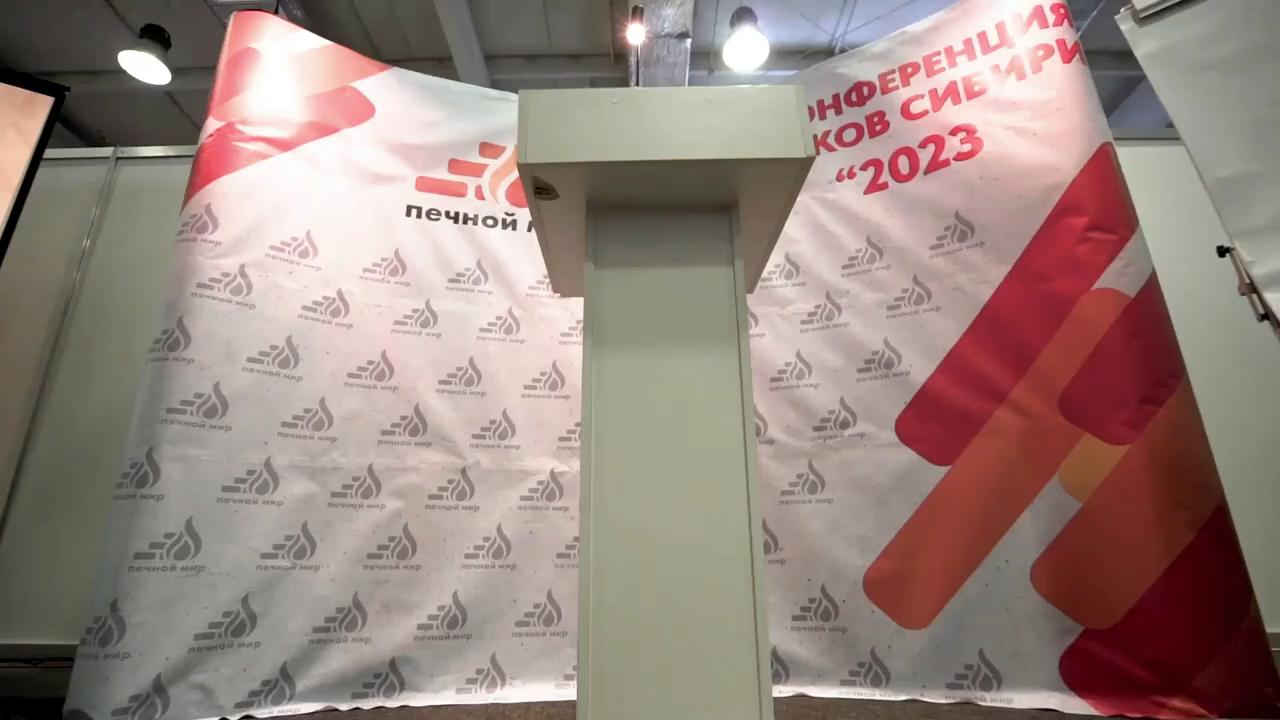 ОНФЕРЕНЦИЯ
КОВ СИБИРИ
“2023
печной
печной мир